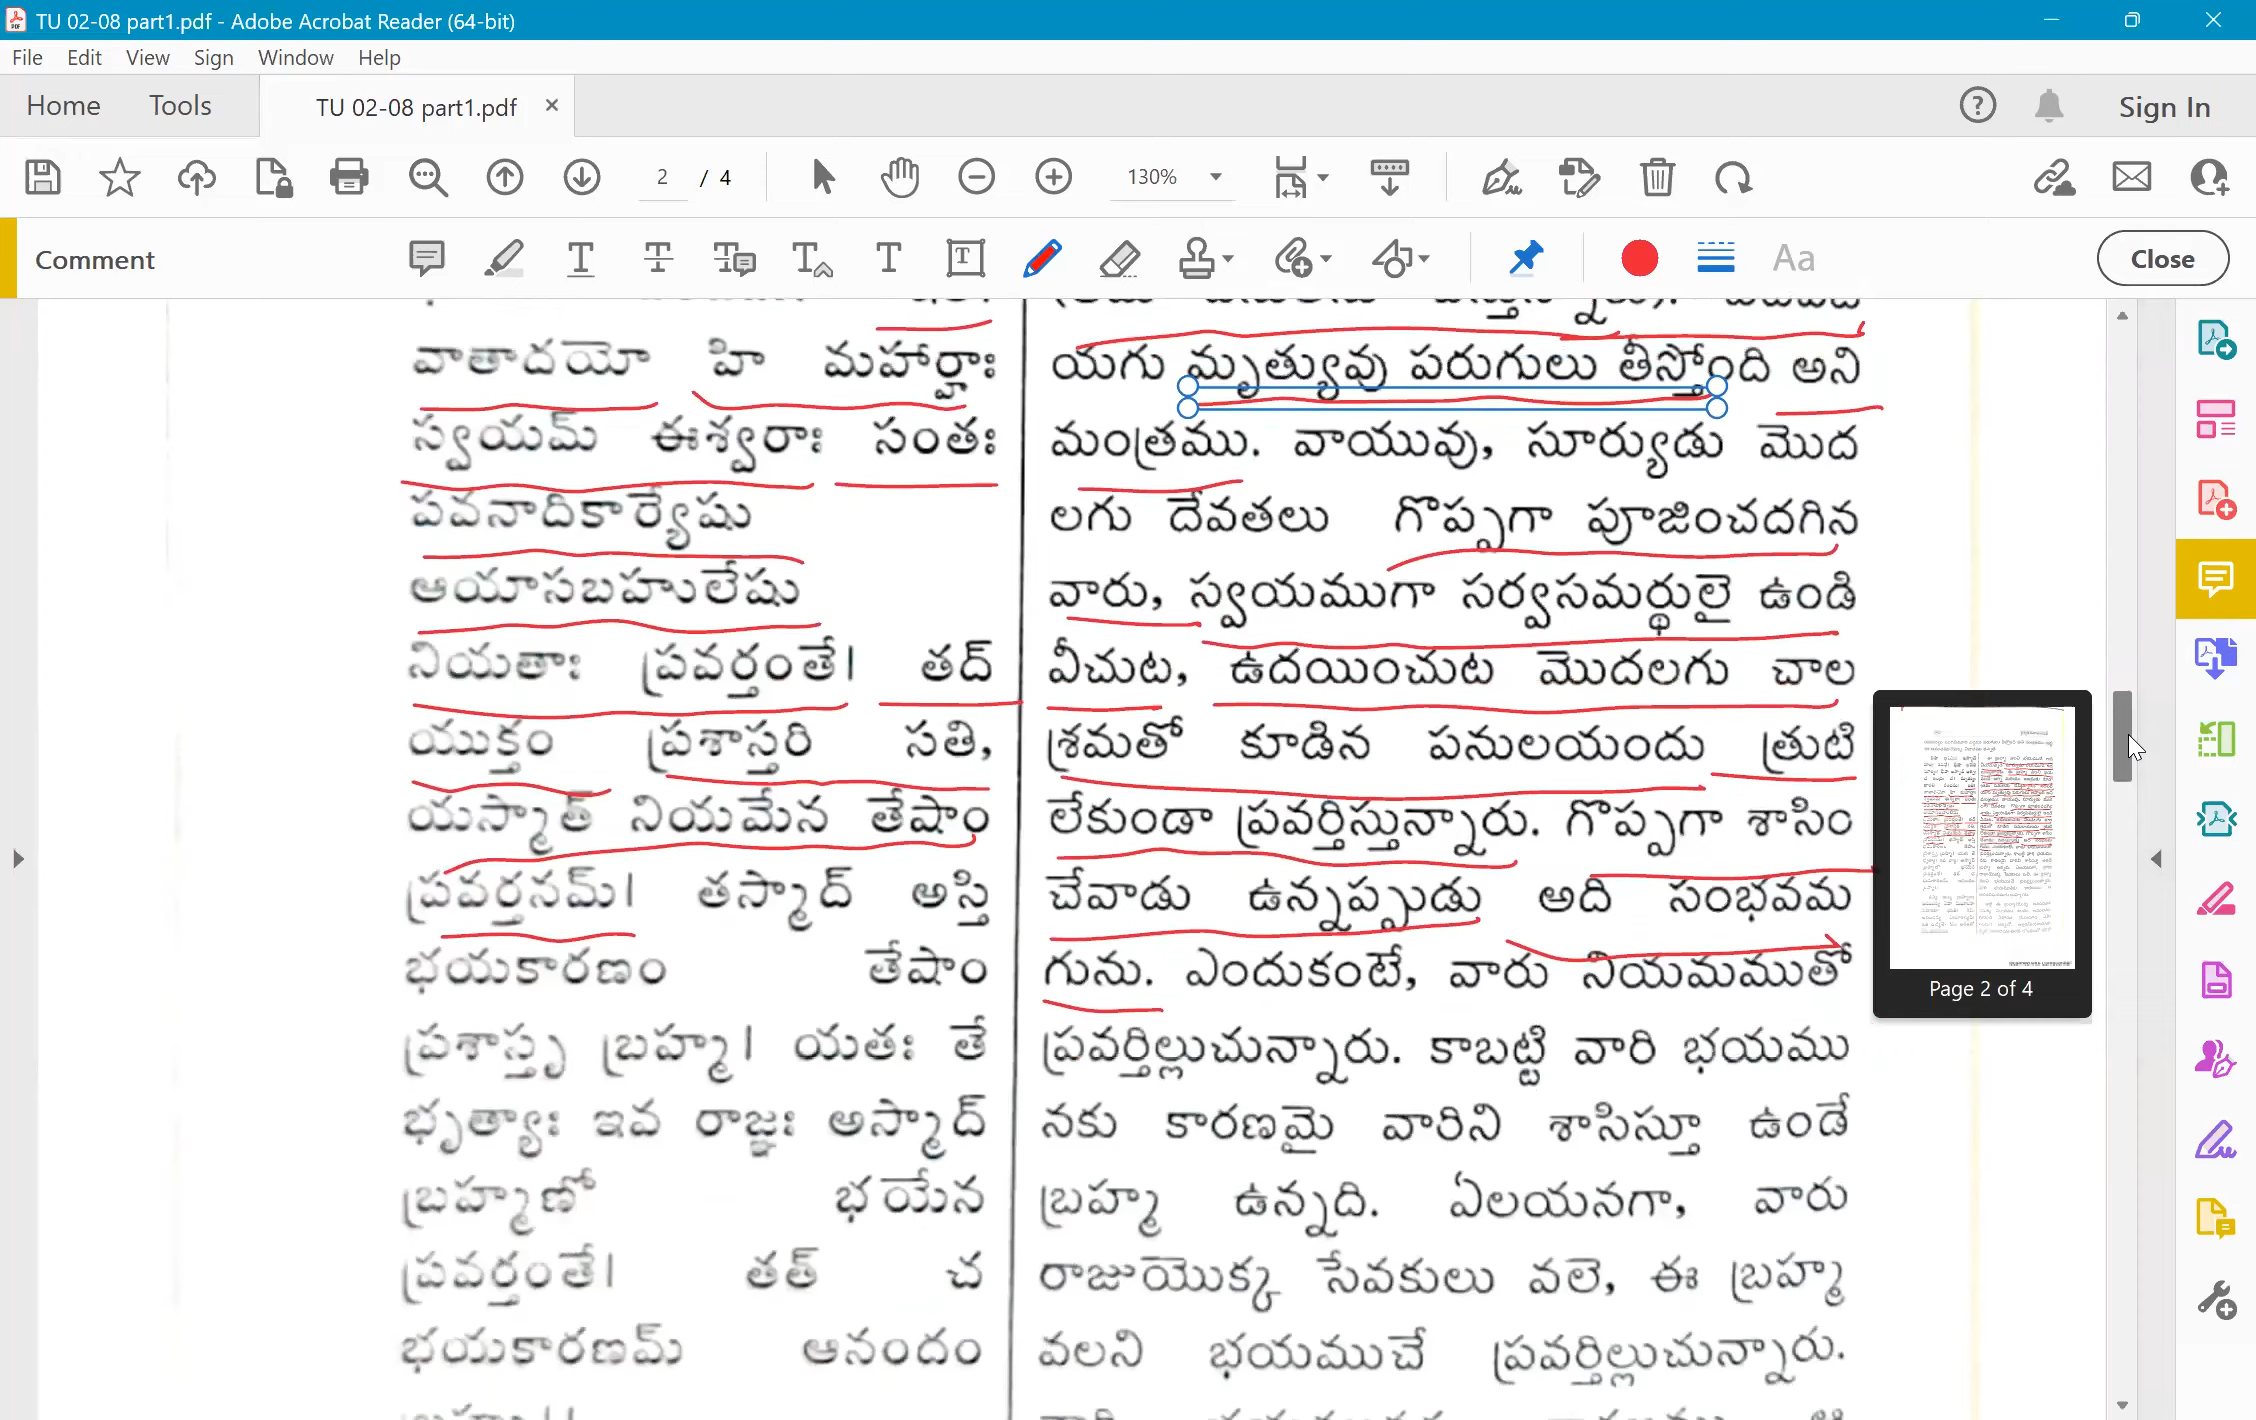 TU 02-08 part1.pdf - Adobe Acrobat Reader (64-bit)
File Edit View Sign Window Help
Home Tools TU 02-08 part1.pdf × Sign In
2 / 4 130%
Comment Aa Close
వాతాదయో హి మహార్హాః
స్వయమ్ ఈశ్వరాః సంతః
పవనాదికార్యేషు
ఆయాసబహులేషు
నియతాః ప్రవర్తంతే। తద్
యుక్తం ప్రశాస్తరి సతి,
యస్మాత్ నియమేన తేషాం
ప్రవర్తనమ్। తస్మాద్ అస్తి
భయకారణం తేషాం
ప్రశాస్తృ బ్రహ్మ। యతః తే
భృత్యాః ఇవ రాజ్ఞః అస్మాద్
బ్రహ్మణో భయేన
ప్రవర్తంతే। తత్ చ
భయకారణమ్ ఆనందం
యగు మృత్యువు పరుగులు తీస్తోంది అని
మంత్రము. వాయువు, సూర్యుడు మొద
లగు దేవతలు గొప్పగా పూజించదగిన
వారు, స్వయముగా సర్వసమర్థులై ఉండి
వీచుట, ఉదయించుట మొదలగు చాల
శ్రమతో కూడిన పనులయందు త్రుటి
లేకుండా ప్రవర్తిస్తున్నారు. గొప్పగా శాసిం
చేవాడు ఉన్నప్పుడు అది సంభవమ
గును. ఎందుకంటే, వారు నియమముతో
ప్రవర్తిల్లుచున్నారు. కాబట్టి వారి భయము
నకు కారణమై వారిని శాసిస్తూ ఉండే
బ్రహ్మ ఉన్నది. ఏలయనగా, వారు
రాజుయొక్క సేవకులు వలె, ఈ బ్రహ్మ
వలని భయముచే ప్రవర్తిల్లుచున్నారు.
Page 2 of 4